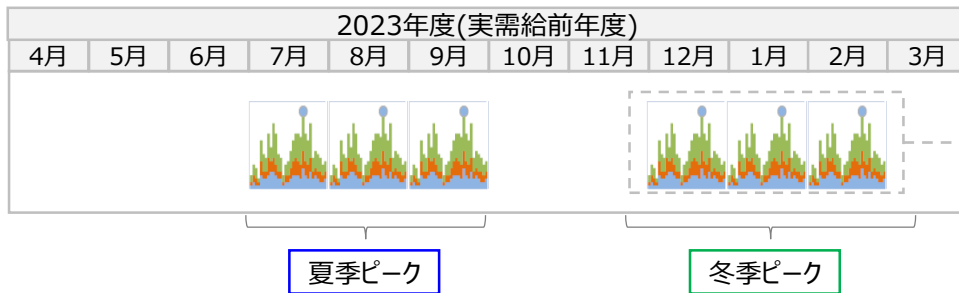 2023年度(実需給前年度)
4月 5月 6月 7月 8月 9月 10月 11月 12月 1月 2月 3月
夏季ピーク 冬季ピーク